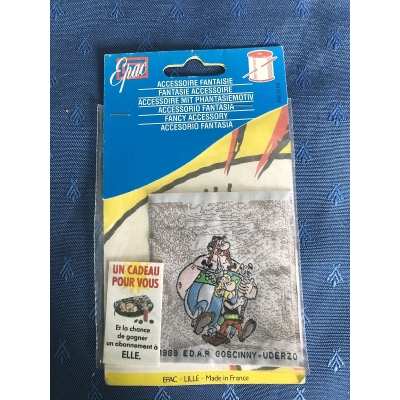 Epac
ACCESSOIRE FANTAISIE
FANTASIE ACCESSOIRE
ACCESSOIRE MIT PHANTASIEMOTIV
ACCESORIO FANTASIA
FANCY ACCESSORY
ACCESORIÓ FANTASIA
UN CADEAU
POUR VOUS
Et la chance
de gagner
un abonnement à
ELLE.
1989 E.D.A.R GOSCINNY-UDERZO
EPAC - LILLE - Made in France